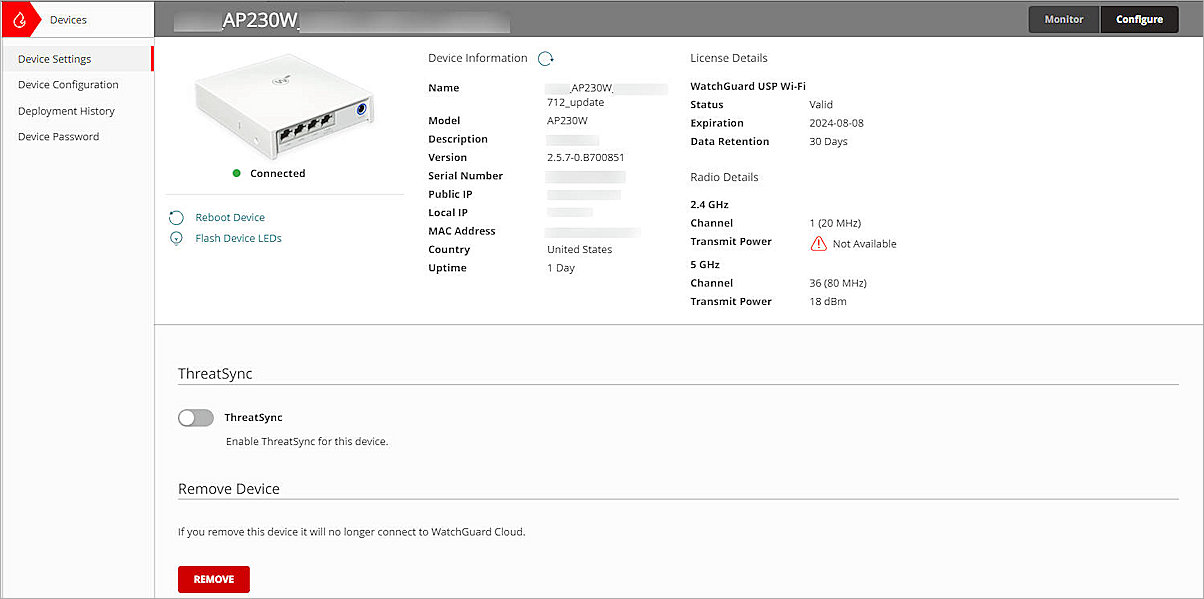 Devices
_AP230W_
Monitor
Configure
Device Settings
Device Configuration
Deployment History
Device Password
Connected
Reboot Device
Flash Device LEDs
Device Information
Name
_AP230W_
712_update
Model
AP230W
Description
Version
2.5.7-0.B700851
Serial Number
Public IP
Local IP
MAC Address
Country
United States
Uptime
1 Day
License Details
WatchGuard USP Wi-Fi
Status
Valid
Expiration
2024-08-08
Data Retention
30 Days
Radio Details
2.4 GHz
Channel
1 (20 MHz)
Transmit Power
Not Available
5 GHz
Channel
36 (80 MHz)
Transmit Power
18 dBm
ThreatSync
ThreatSync
Enable ThreatSync for this device.
Remove Device
If you remove this device it will no longer connect to WatchGuard Cloud.
REMOVE